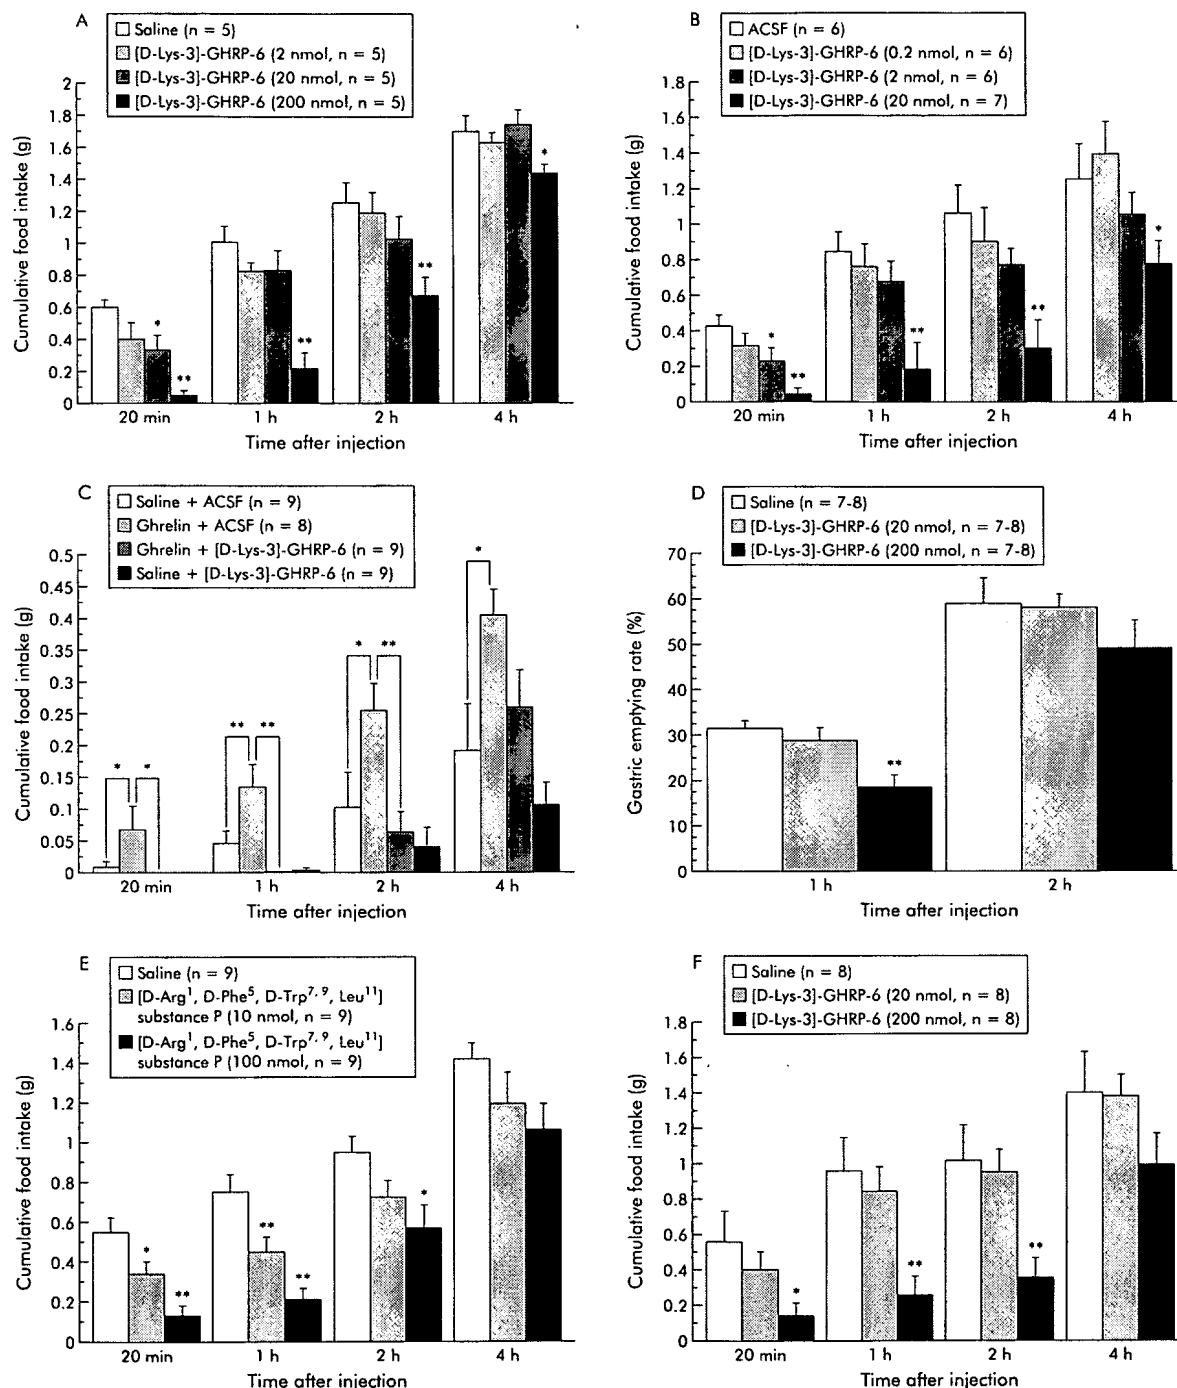 A
Saline (n = 5)
[D-Lys-3]-GHRP-6 (2 nmol, n = 5)
[D-Lys-3]-GHRP-6 (20 nmol, n = 5)
[D-Lys-3]-GHRP-6 (200 nmol, n = 5)
Cumulative food intake (g)
2
1.8
1.6
1.4
1.2
1
0.8
0.6
0.4
0.2
0
* ** ** ** *
20 min 1 h 2 h 4 h
Time after injection
B
ACSF (n = 6)
[D-Lys-3]-GHRP-6 (0.2 nmol, n = 6)
[D-Lys-3]-GHRP-6 (2 nmol, n = 6)
[D-Lys-3]-GHRP-6 (20 nmol, n = 7)
Cumulative food intake (g)
1.8
1.6
1.4
1.2
1
0.8
0.6
0.4
0.2
0
* ** ** ** *
20 min 1 h 2 h 4 h
Time after injection
C
Saline + ACSF (n = 9)
Ghrelin + ACSF (n = 8)
Ghrelin + [D-Lys-3]-GHRP-6 (n = 9)
Saline + [D-Lys-3]-GHRP-6 (n = 9)
Cumulative food intake (g)
0.5
0.45
0.4
0.35
0.3
0.25
0.2
0.15
0.1
0.05
0
* * ** ** * ** *
20 min 1 h 2 h 4 h
Time after injection
D
Saline (n = 7-8)
[D-Lys-3]-GHRP-6 (20 nmol, n = 7-8)
[D-Lys-3]-GHRP-6 (200 nmol, n = 7-8)
Gastric emptying rate (%)
70
60
50
40
30
20
10
0
**
1 h 2 h
Time after injection
E
Saline (n = 9)
[D-Arg¹, D-Phe⁵, D-Trp⁷,⁹, Leu¹¹]
substance P (10 nmol, n = 9)
[D-Arg¹, D-Phe⁵, D-Trp⁷,⁹, Leu¹¹]
substance P (100 nmol, n = 9)
Cumulative food intake (g)
1.6
1.4
1.2
1
0.8
0.6
0.4
0.2
0
* ** ** ** *
20 min 1 h 2 h 4 h
Time after injection
F
Saline (n = 8)
[D-Lys-3]-GHRP-6 (20 nmol, n = 8)
[D-Lys-3]-GHRP-6 (200 nmol, n = 8)
Cumulative food intake (g)
1.8
1.6
1.4
1.2
1
0.8
0.6
0.4
0.2
0
* ** **
20 min 1 h 2 h 4 h
Time after injection